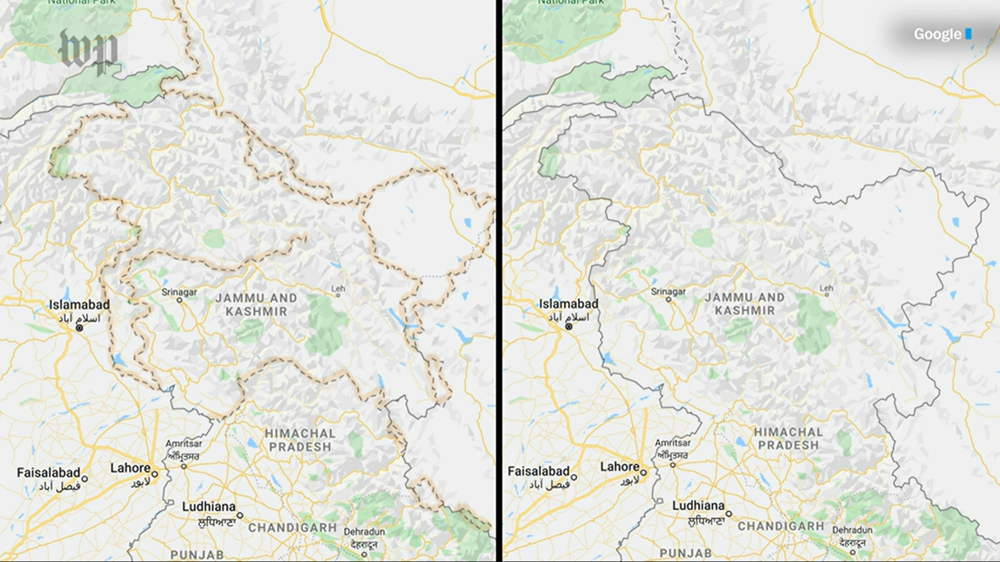 National Park
wp
Srinagar
Leh
JAMMU AND
KASHMIR
Islamabad
اسلام آباد
HIMACHAL
PRADESH
Amritsar
ਅੰਮ੍ਰਿਤਸਰ
Lahore
لاہور
Faisalabad
فیصل آباد
Ludhiana
ਲੁਧਿਆਣਾ
CHANDIGARH
Dehradun
देहरादून
PUNJAB
National Park
Google
Srinagar
Leh
JAMMU AND
KASHMIR
Islamabad
اسلام آباد
HIMACHAL
PRADESH
Amritsar
ਅੰਮ੍ਰਿਤਸਰ
Lahore
لاہور
Faisalabad
فیصل آباد
Ludhiana
ਲੁਧਿਆਣਾ
CHANDIGARH
Dehradun
देहरादून
PUNJAB